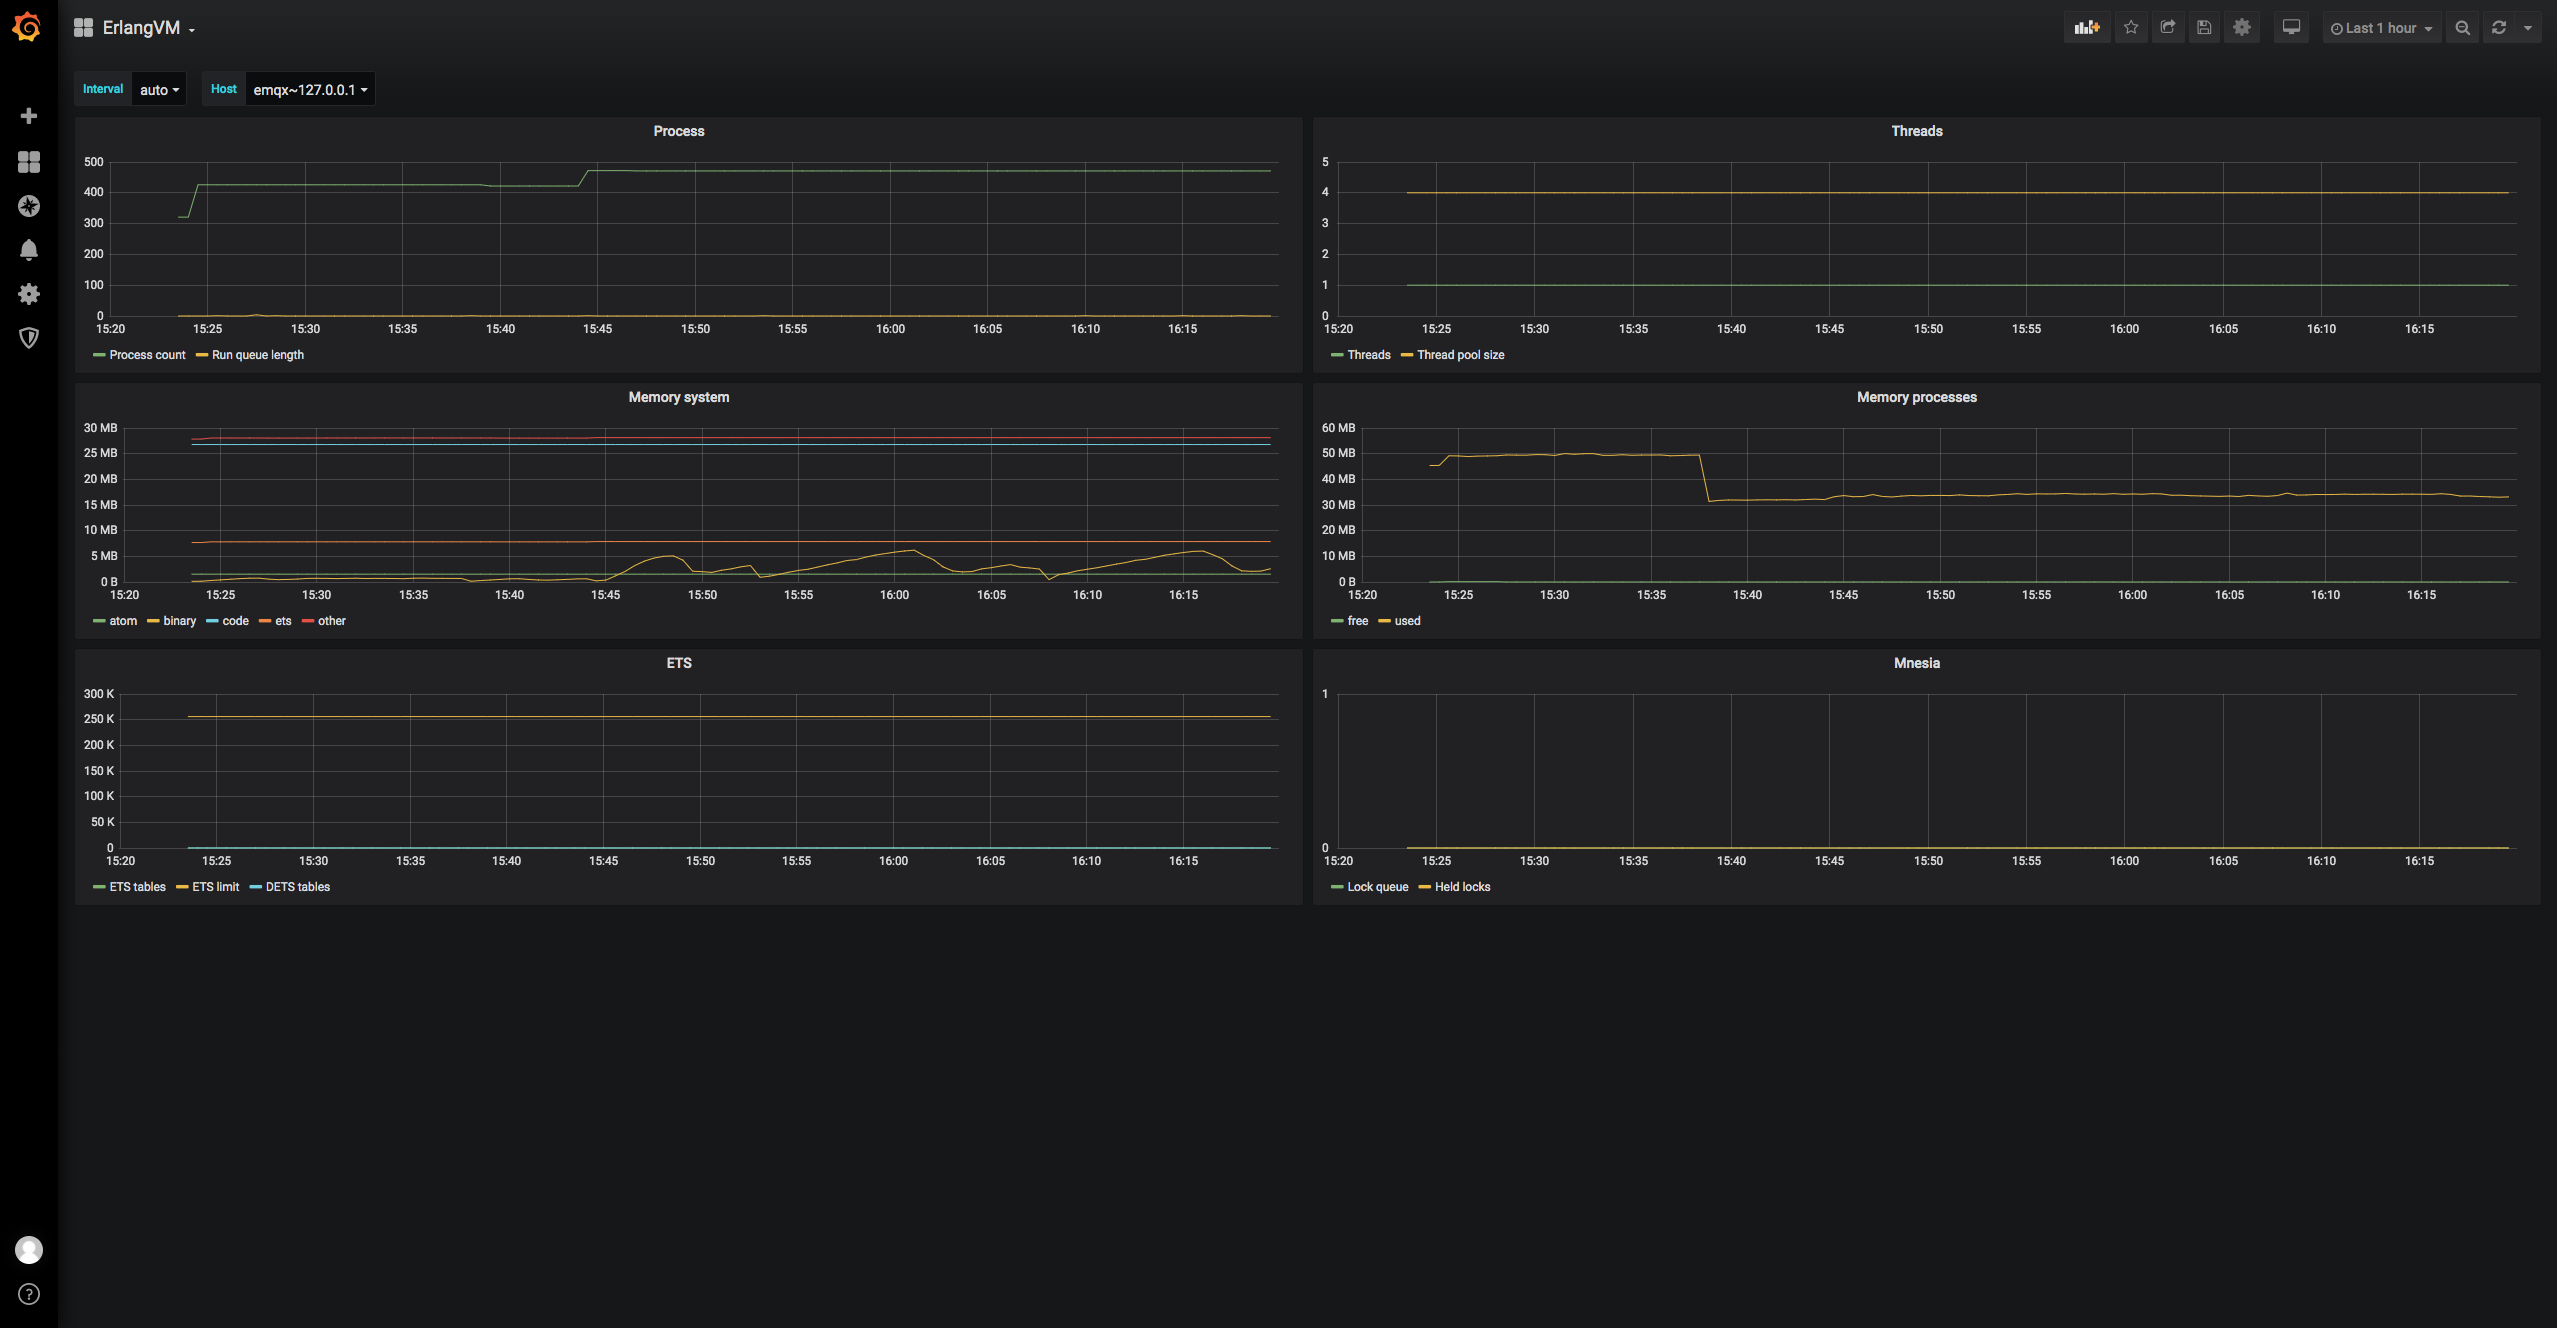 ErlangVM
Last 1 hour
Interval auto Host emqx~127.0.0.1
Process
500
400
300
200
100
0
15:20 15:25 15:30 15:35 15:40 15:45 15:50 15:55 16:00 16:05 16:10 16:15
Process count Run queue length
Threads
5
4
3
2
1
0
15:20 15:25 15:30 15:35 15:40 15:45 15:50 15:55 16:00 16:05 16:10 16:15
Threads Thread pool size
Memory system
30 MB
25 MB
20 MB
15 MB
10 MB
5 MB
0 B
15:20 15:25 15:30 15:35 15:40 15:45 15:50 15:55 16:00 16:05 16:10 16:15
atom binary code ets other
Memory processes
60 MB
50 MB
40 MB
30 MB
20 MB
10 MB
0 B
15:20 15:25 15:30 15:35 15:40 15:45 15:50 15:55 16:00 16:05 16:10 16:15
free used
ETS
300 K
250 K
200 K
150 K
100 K
50 K
0
15:20 15:25 15:30 15:35 15:40 15:45 15:50 15:55 16:00 16:05 16:10 16:15
ETS tables ETS limit DETS tables
Mnesia
1
0
15:20 15:25 15:30 15:35 15:40 15:45 15:50 15:55 16:00 16:05 16:10 16:15
Lock queue Held locks